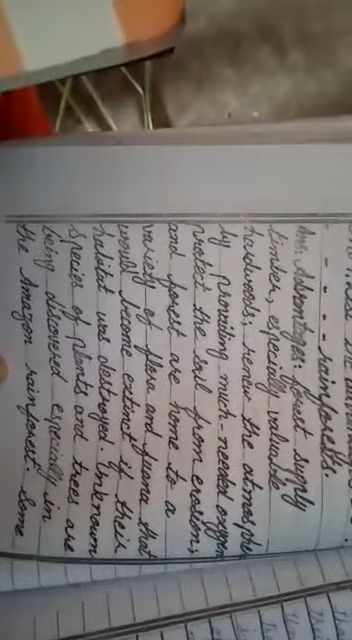 rainforests.
Ans: Advantages: forest supply
timber, especially valuable
hardwoods; renew the atmosphe
by providing much-needed oxygen
protect the soil from erosion;
and forest are home to a
variety of flora and fauna that
would become extinct if their
habitat was destroyed. Unknown
species of plants and trees are
being discovered especially in
the Amazon rainforest. Some